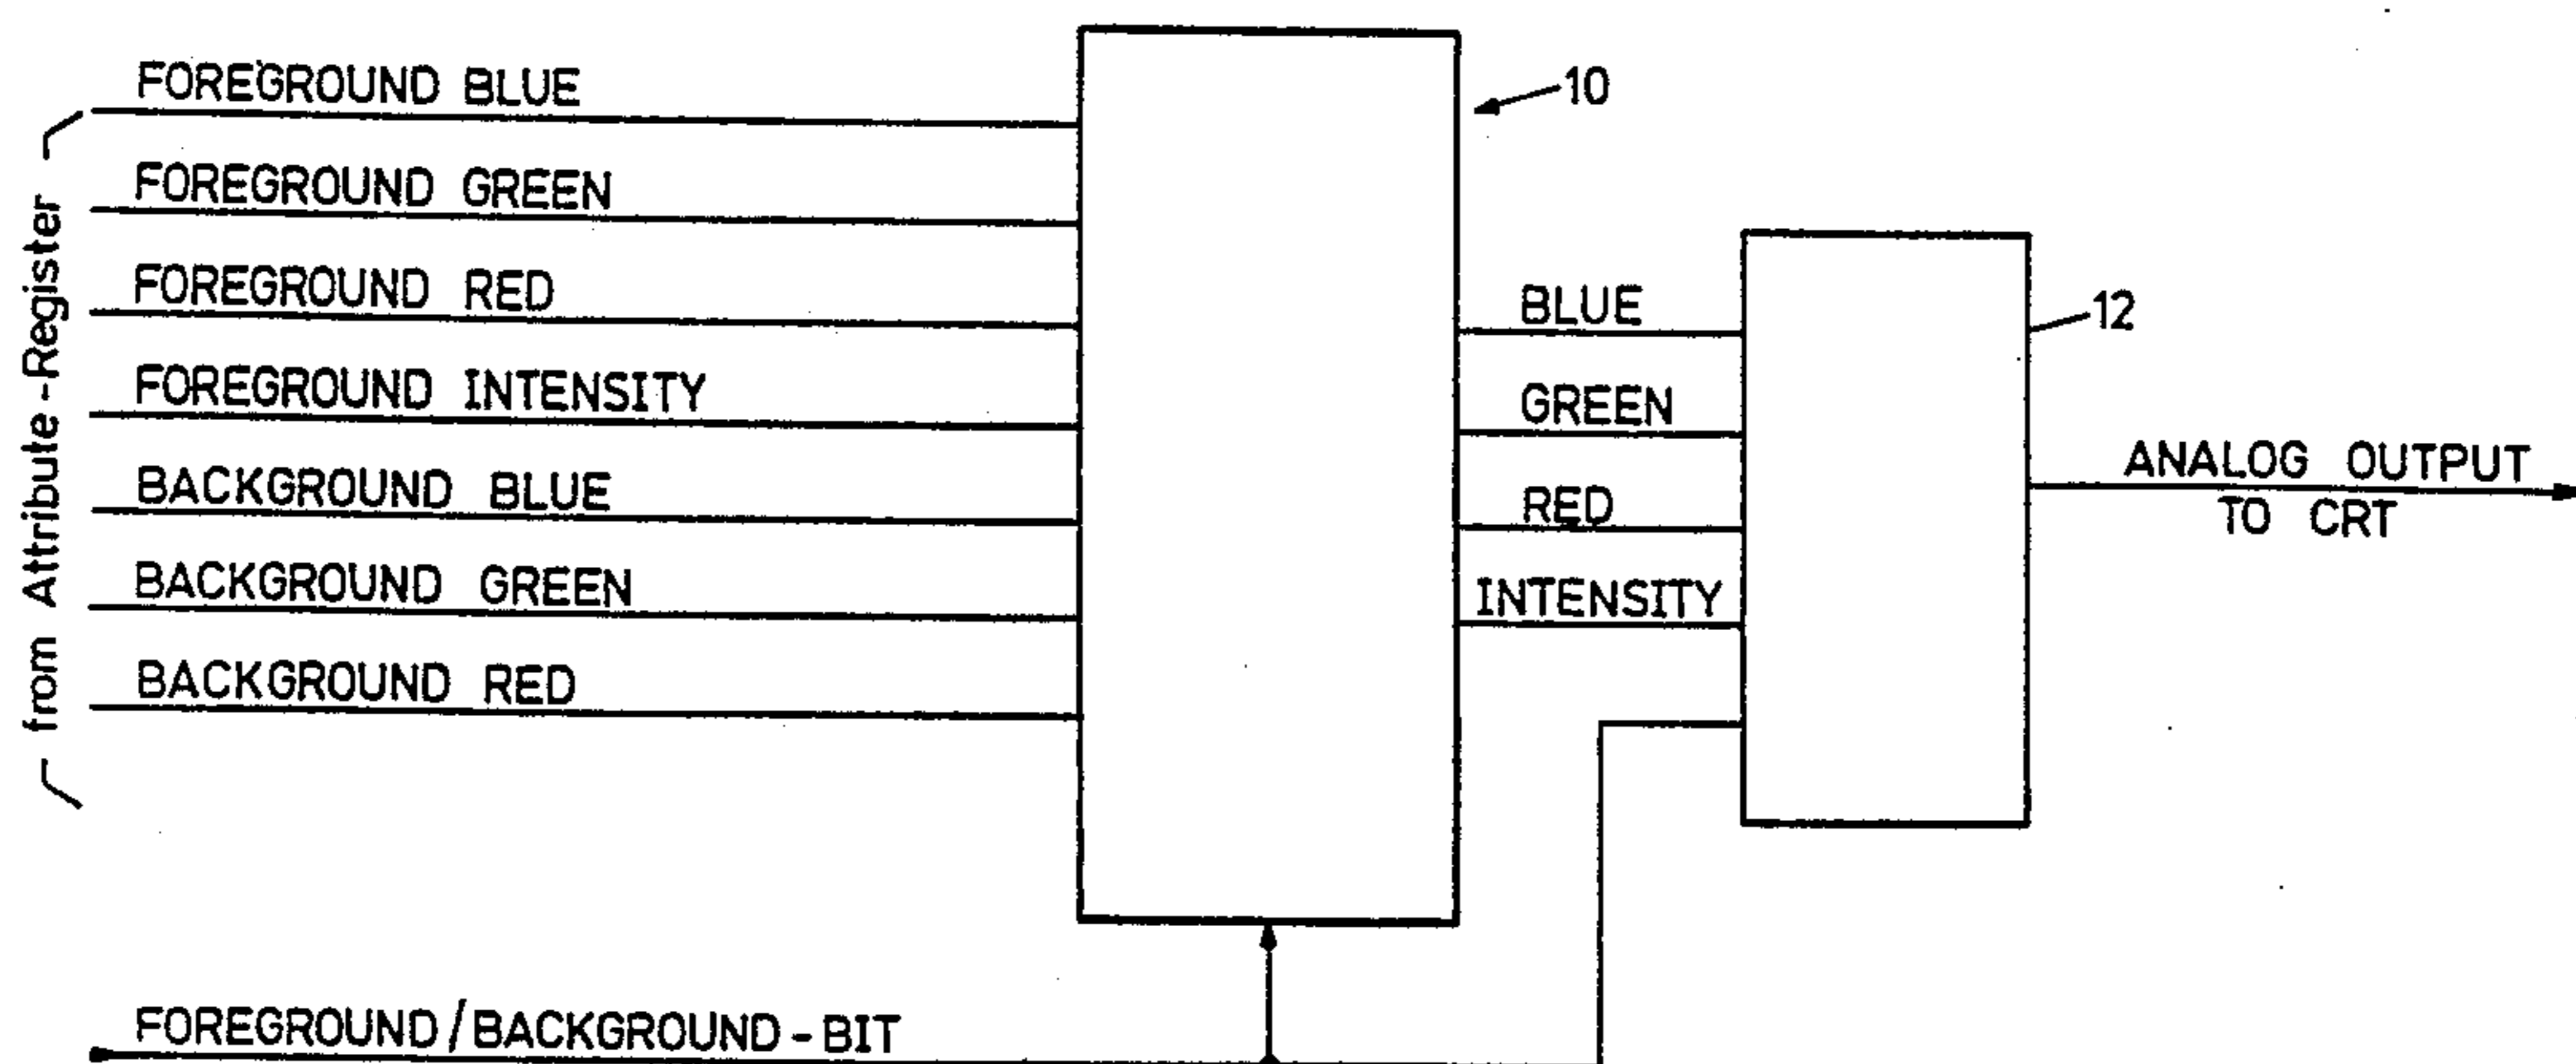 from Attribute-Register
FOREGROUND BLUE
FOREGROUND GREEN
FOREGROUND RED
FOREGROUND INTENSITY
BACKGROUND BLUE
BACKGROUND GREEN
BACKGROUND RED
FOREGROUND/BACKGROUND-BIT
10
BLUE
GREEN
RED
INTENSITY
12
ANALOG OUTPUT
TO CRT